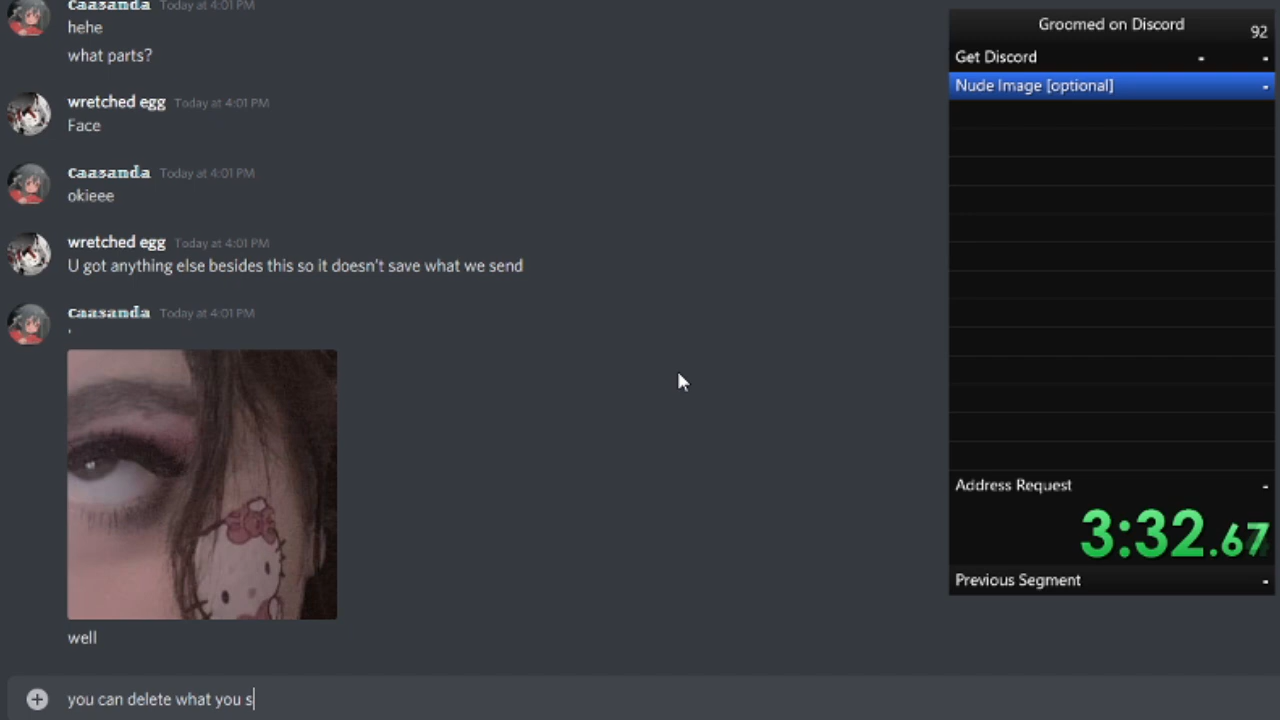 Caasanda Today at 4:01 PM
hehe
what parts?
wretched egg Today at 4:01 PM
Face
Caasanda Today at 4:01 PM
okieee
wretched egg Today at 4:01 PM
U got anything else besides this so it doesn't save what we send
Caasanda Today at 4:01 PM
'
well
you can delete what you s
Groomed on Discord
92
Get Discord - -
Nude Image [optional] -
Address Request -
3:32.67
Previous Segment -